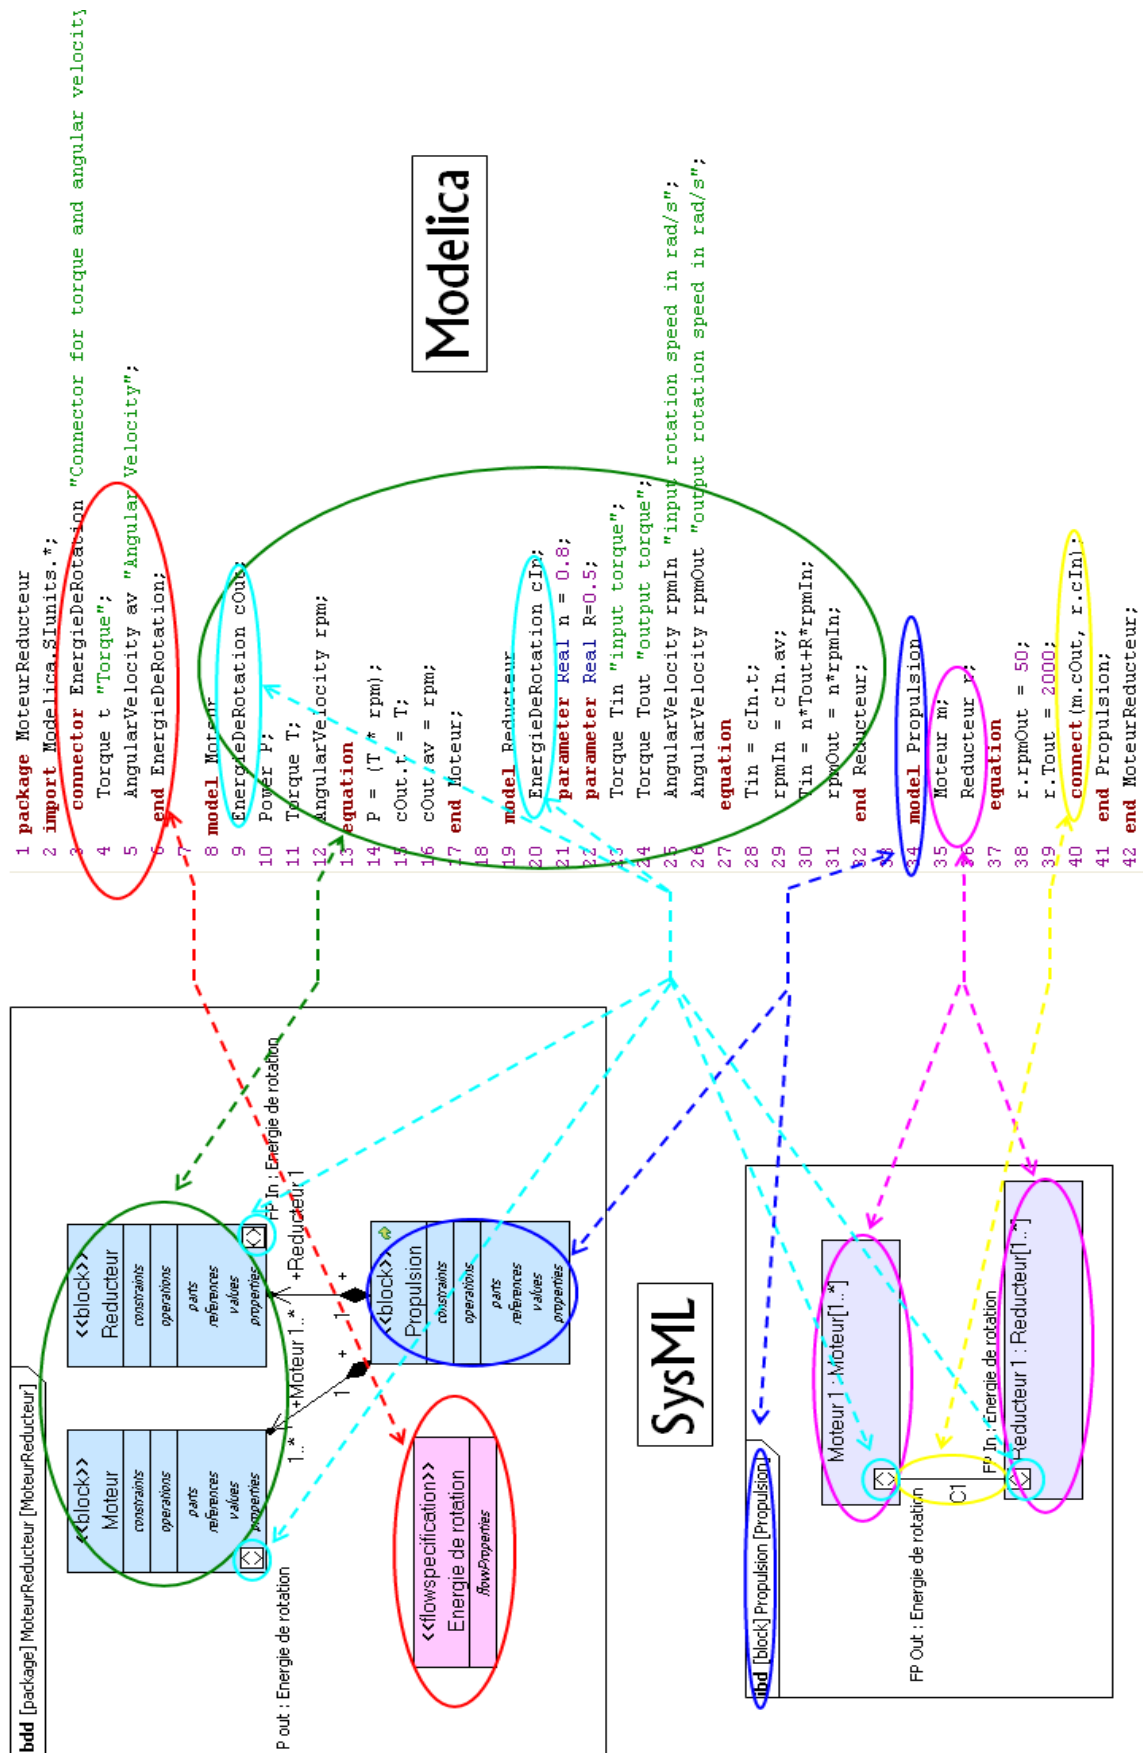 bdd [package] MoteurReducteur [MoteurReducteur]
<<block>>
Moteur
constraints
operations
parts
references
values
properties
<<block>>
Reducteur
constraints
operations
parts
references
values
properties
P out : Energie de rotation
FP In : Energie de rotation
1..*
+Moteur 1..*
+Reducteur 1
1
+
1
+
<<flowspecification>>
Energie de rotation
flowProperties
<<block>>
Propulsion
constraints
operations
parts
references
values
properties
SysML
ibd [block] Propulsion [Propulsion]
Moteur 1 : Moteur[1..*]
FP Out : Energie de rotation
C1
FP In : Energie de rotation
Reducteur 1 : Reducteur[1..*]
1 package MoteurReducteur
2 import Modelica.SIunits.*;
3 connector EnergieDeRotation "Connector for torque and angular velocity
4 Torque t "Torque";
5 AngularVelocity av "Angular Velocity";
6 end EnergieDeRotation;
7
8 model Moteur
9 EnergieDeRotation cOut;
10 Power P;
11 Torque T;
12 AngularVelocity rpm;
13 equation
14 P = (T * rpm);
15 cOut.t = T;
16 cOut.av = rpm;
17 end Moteur;
18
19 model Reducteur
20 EnergieDeRotation cIn;
21 parameter Real n = 0.8;
22 parameter Real R=0.5;
23 Torque Tin "input torque";
24 Torque Tout "output torque";
25 AngularVelocity rpmIn "input rotation speed in rad/s";
26 AngularVelocity rpmOut "output rotation speed in rad/s";
27 equation
28 Tin = cIn.t;
29 rpmIn = cIn.av;
30 Tin = n*Tout+R*rpmIn;
31 rpmOut = n*rpmIn;
32 end Reducteur;
33
34 model Propulsion
35 Moteur m;
36 Reducteur r;
37 equation
38 r.rpmOut = 50;
39 r.Tout = 2000;
40 connect(m.cOut, r.cIn);
41 end Propulsion;
42 end MoteurReducteur;
Modelica